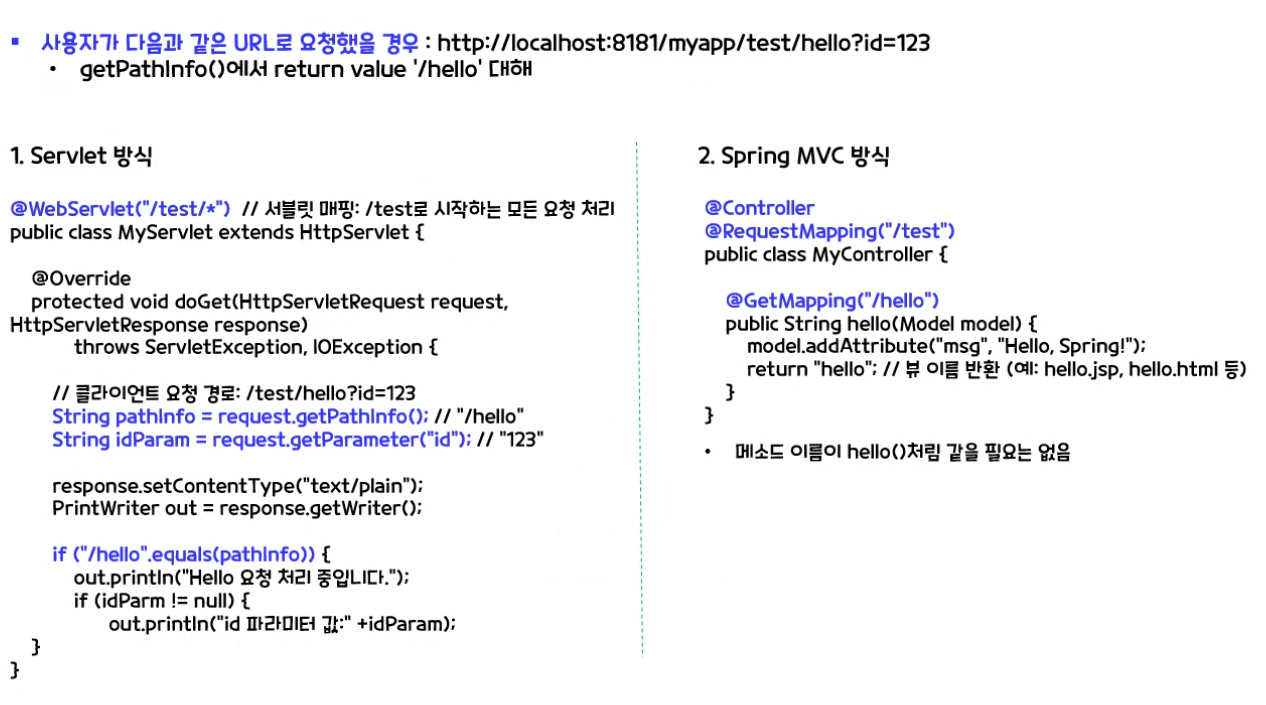 ▪ 사용자가 다음과 같은 URL로 요청했을 경우 : http://localhost:8181/myapp/test/hello?id=123
• getPathInfo()에서 return value '/hello' 대해
1. Servlet 방식
@WebServlet("/test/*") // 서블릿 매핑: /test로 시작하는 모든 요청 처리
public class MyServlet extends HttpServlet {
@Override
protected void doGet(HttpServletRequest request,
HttpServletResponse response)
throws ServletException, IOException {
// 클라이언트 요청 경로: /test/hello?id=123
String pathInfo = request.getPathInfo(); // "/hello"
String idParam = request.getParameter("id"); // "123"
response.setContentType("text/plain");
PrintWriter out = response.getWriter();
if ("/hello".equals(pathInfo)) {
out.println("Hello 요청 처리 중입니다.");
if (idParm != null) {
out.println("id 파라미터 값:" +idParam);
}
}
2. Spring MVC 방식
@Controller
@RequestMapping("/test")
public class MyController {
@GetMapping("/hello")
public String hello(Model model) {
model.addAttribute("msg", "Hello, Spring!");
return "hello"; // 뷰 이름 반환 (예: hello.jsp, hello.html 등)
}
}
• 메소드 이름이 hello()처럼 같을 필요는 없음